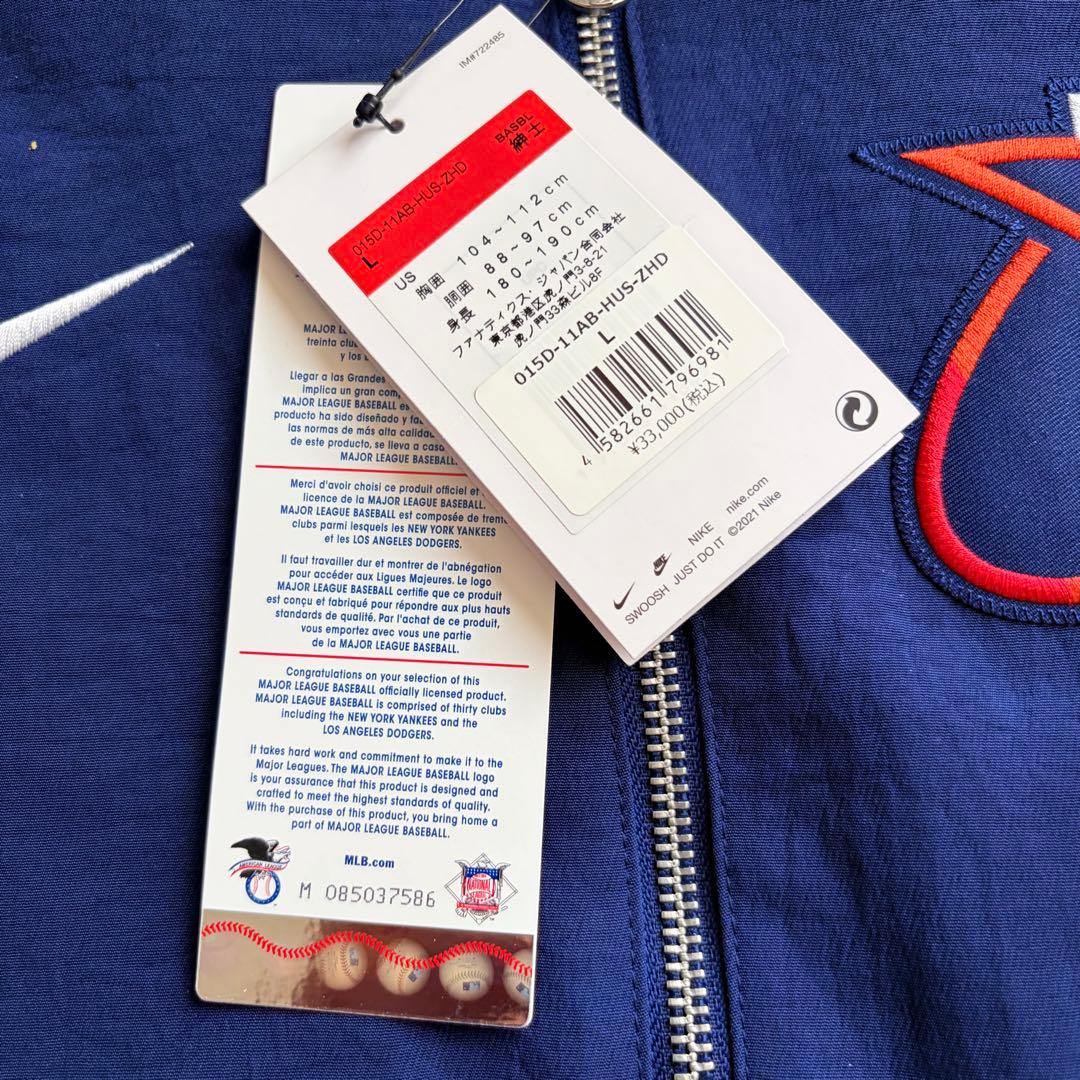 IM#722485
BASBL
紳士
015D-11AB-HUS-ZHD
L
US
胸囲 104~112cm
胴囲 88~97cm
身長 180~190cm
ファナティクス・ジャパン合同会社
東京都港区虎ノ門3-8-21
虎ノ門33森ビル8F
015D-11AB-HUS-ZHD
L
4 582661 796981
¥33,000(税込)
NIKE nike.com
SWOOSH JUST DO IT ©2021 Nike
MAJOR
treinta
y los
Llegar a las Grandes
implica un gran
MAJOR LEAGUE BASEBALL es
producto ha sido diseñado y
las normas de más alta
de este producto, se lleva a casa
MAJOR LEAGUE BASEBALL.
Merci d'avoir choisi ce produit officiel et
licence de la MAJOR LEAGUE BASEBALL.
MAJOR LEAGUE BASEBALL est composée de
clubs parmi lesquels les NEW YORK YANKEES
et les LOS ANGELES DODGERS.
Il faut travailler dur et montrer de l'abnégation
pour accéder aux Ligues Majeures. Le logo
MAJOR LEAGUE BASEBALL certifie que ce produit
est conçu et fabriqué pour répondre aux plus hauts
standards de qualité. Par l'achat de ce produit,
vous emportez avec vous une partie
de la MAJOR LEAGUE BASEBALL.
Congratulations on your selection of this
MAJOR LEAGUE BASEBALL officially licensed product.
MAJOR LEAGUE BASEBALL is comprised of thirty clubs
including the NEW YORK YANKEES and the
LOS ANGELES DODGERS.
It takes hard work and commitment to make it to the
Major Leagues. The MAJOR LEAGUE BASEBALL logo
is your assurance that this product is designed and
crafted to meet the highest standards of quality.
With the purchase of this product, you bring home a
part of MAJOR LEAGUE BASEBALL.
AMERICAN LEAGUE
MLB.com
NATIONAL LEAGUE
M 085037586